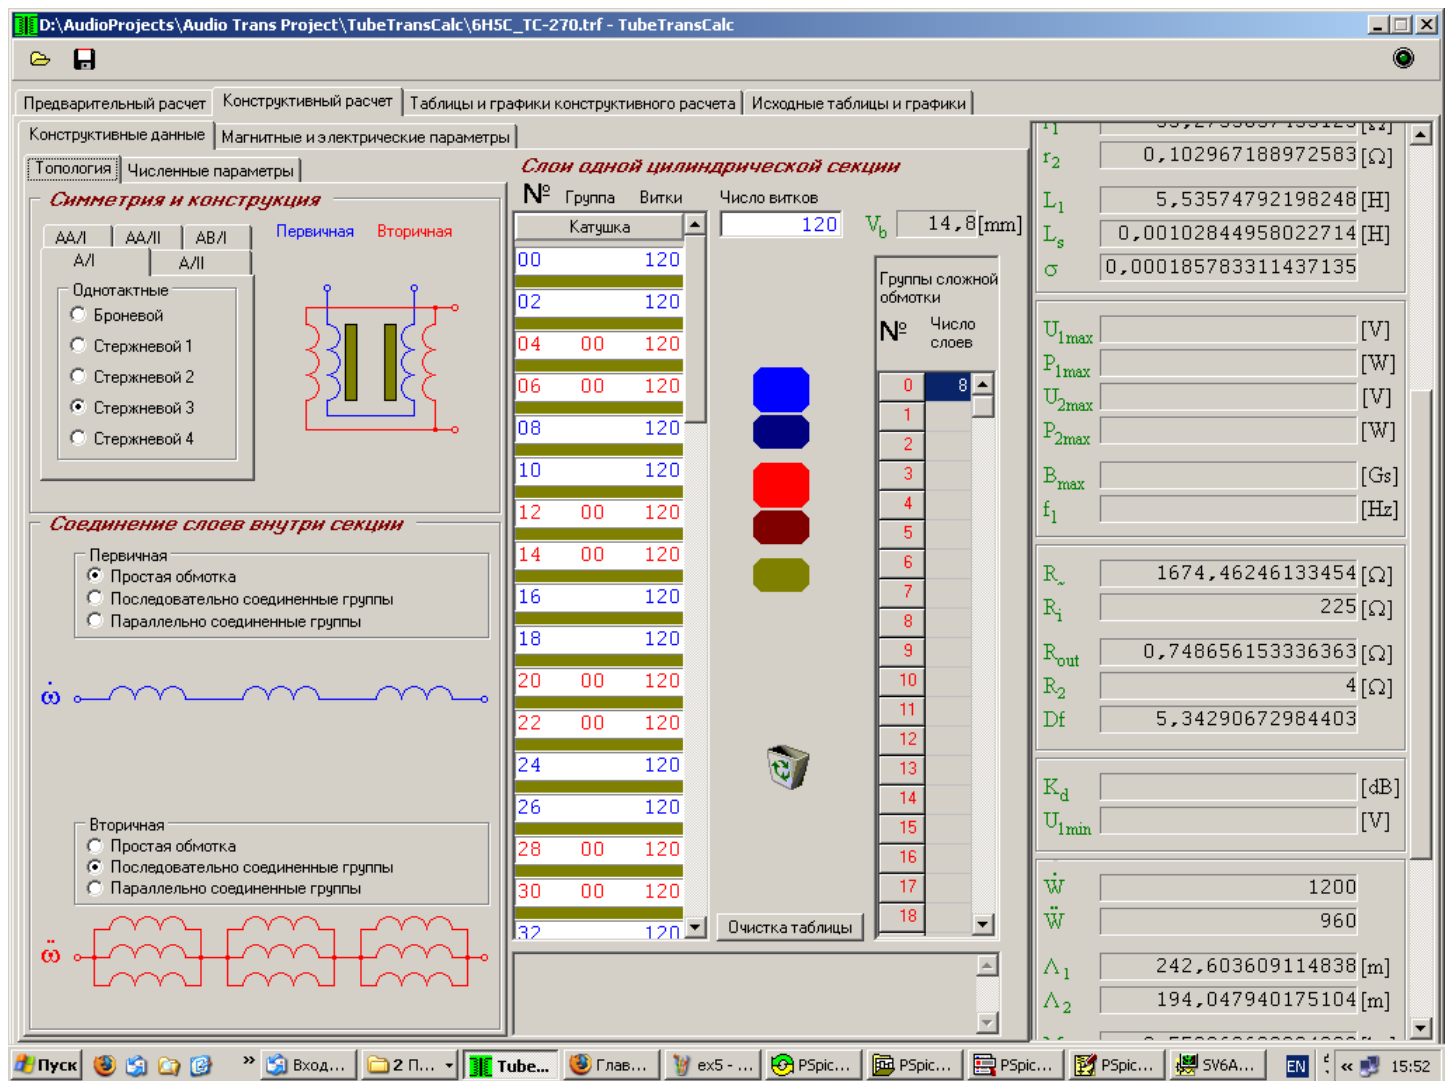 D:\AudioProjects\Audio Trans Project\TubeTransCalc\6H5C_TC-270.trf - TubeTransCalc
Предварительный расчет
Конструктивный расчет
Таблицы и графики конструктивного расчета
Исходные таблицы и графики
Конструктивные данные
Магнитные и электрические параметры
Топология
Численные параметры
Симметрия и конструкция
АА/I АА/II АВ/I
А/I А/II
Первичная Вторичная
Однотактные
Броневой
Стержневой 1
Стержневой 2
Стержневой 3
Стержневой 4
Соединение слоев внутри секции
Первичная
Простая обмотка
Последовательно соединенные группы
Параллельно соединенные группы
ω̇
Вторичная
Простая обмотка
Последовательно соединенные группы
Параллельно соединенные группы
ω̈
Слои одной цилиндрической секции
№ Группа Витки
Катушка
00 120
02 120
04 00 120
06 00 120
08 120
10 120
12 00 120
14 00 120
16 120
18 120
20 00 120
22 00 120
24 120
26 120
28 00 120
30 00 120
32 120
Число витков
120
Vb 14,8 [mm]
Группы сложной
обмотки
№ Число
слоев
0 8
1
2
3
4
5
6
7
8
9
10
11
12
13
14
15
16
17
18
Очистка таблицы
r2 0,102967188972583 [Ω]
L1 5,53574792198248 [H]
Ls 0,00102844958022714 [H]
σ 0,000185783311437135
U1max [V]
P1max [W]
U2max [V]
P2max [W]
Bmax [Gs]
f1 [Hz]
R~ 1674,46246133454 [Ω]
Ri 225 [Ω]
Rout 0,748656153336363 [Ω]
R2 4 [Ω]
Df 5,34290672984403
Kd [dB]
U1min [V]
Ẇ 1200
Ẅ 960
Λ1 242,603609114838 [m]
Λ2 194,047940175104 [m]
Пуск
»
Вход...
2 П...
Tube...
Глав...
ex5 - ...
PSpic...
PSpic...
PSpic...
PSpic...
SV6A...
EN
«
15:52